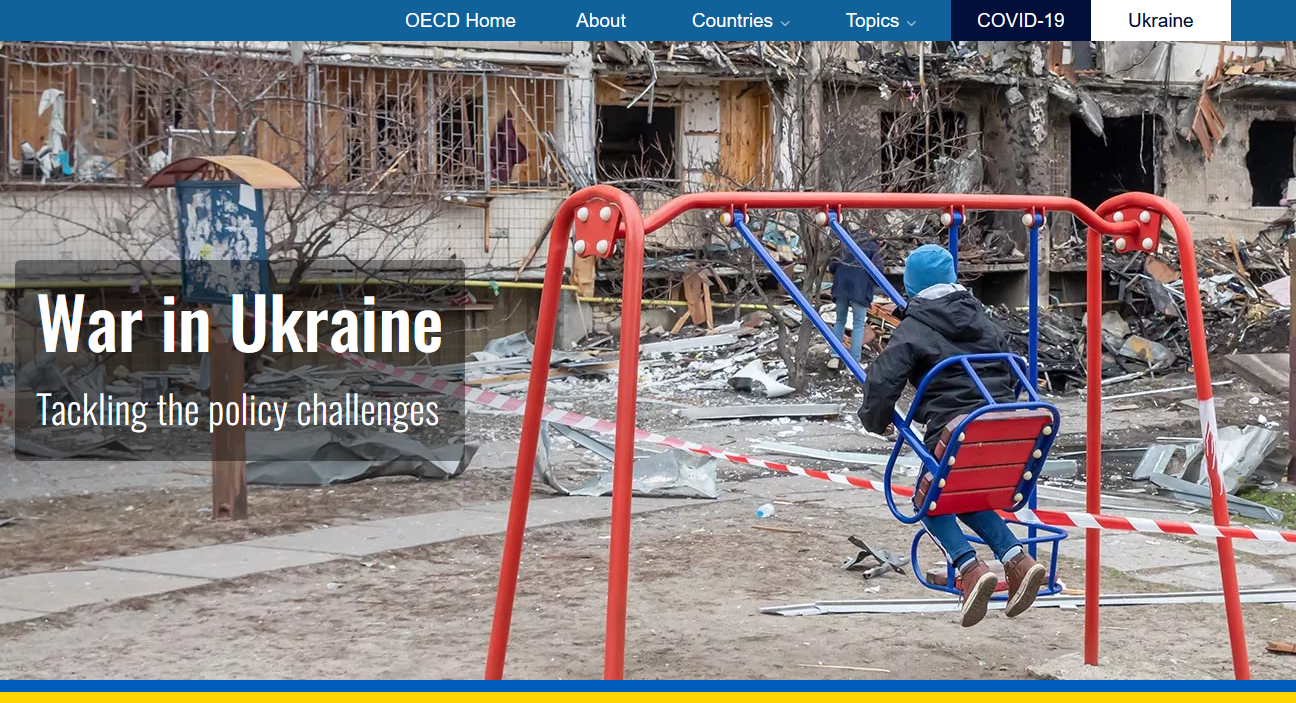 OECD Home About Countries Topics COVID-19 Ukraine
War in Ukraine
Tackling the policy challenges